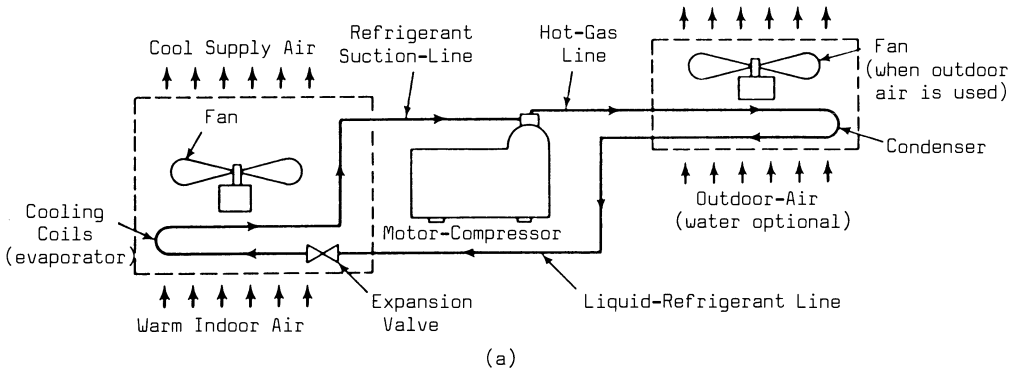 Cool Supply Air
Refrigerant
Suction-Line
Hot-Gas
Line
Fan
(when outdoor
air is used)
Fan
Condenser
Cooling
Coils
(evaporator)
Motor-Compressor
Outdoor-Air
(water optional)
Warm Indoor Air
Expansion
Valve
Liquid-Refrigerant Line
(a)